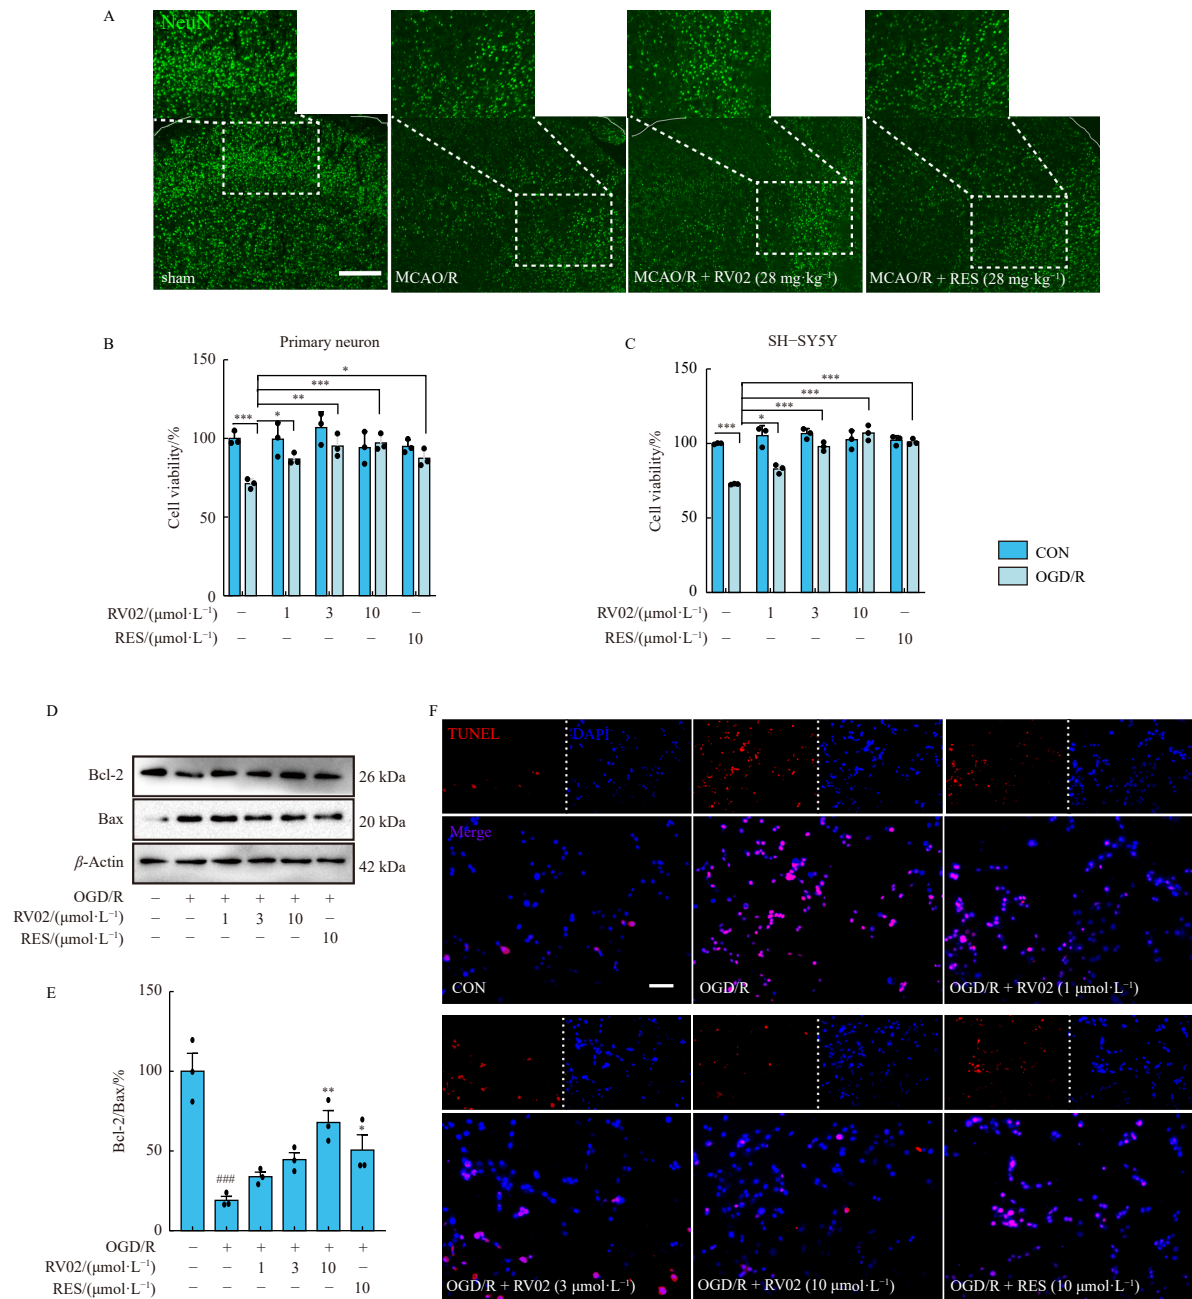 A
NeuN
sham
MCAO/R
MCAO/R + RV02 (28 mg·kg⁻¹)
MCAO/R + RES (28 mg·kg⁻¹)
B
Primary neuron
Cell viability/%
150
100
50
0
*** * ** *** *
RV02/(μmol·L⁻¹) – 1 3 10 –
RES/(μmol·L⁻¹) – – – – 10
C
SH−SY5Y
Cell viability/%
150
100
50
0
*** * *** *** ***
RV02/(μmol·L⁻¹) – 1 3 10 –
RES/(μmol·L⁻¹) – – – – 10
CON
OGD/R
D
Bcl-2 26 kDa
Bax 20 kDa
β-Actin 42 kDa
OGD/R – + + + + +
RV02/(μmol·L⁻¹) – – 1 3 10 –
RES/(μmol·L⁻¹) – – – – – 10
E
Bcl-2/Bax/%
150
100
50
0
### ** *
OGD/R – + + + + +
RV02/(μmol·L⁻¹) – – 1 3 10 –
RES/(μmol·L⁻¹) – – – – – 10
F
TUNEL DAPI
Merge
CON
OGD/R
OGD/R + RV02 (1 μmol·L⁻¹)
OGD/R + RV02 (3 μmol·L⁻¹)
OGD/R + RV02 (10 μmol·L⁻¹)
OGD/R + RES (10 μmol·L⁻¹)